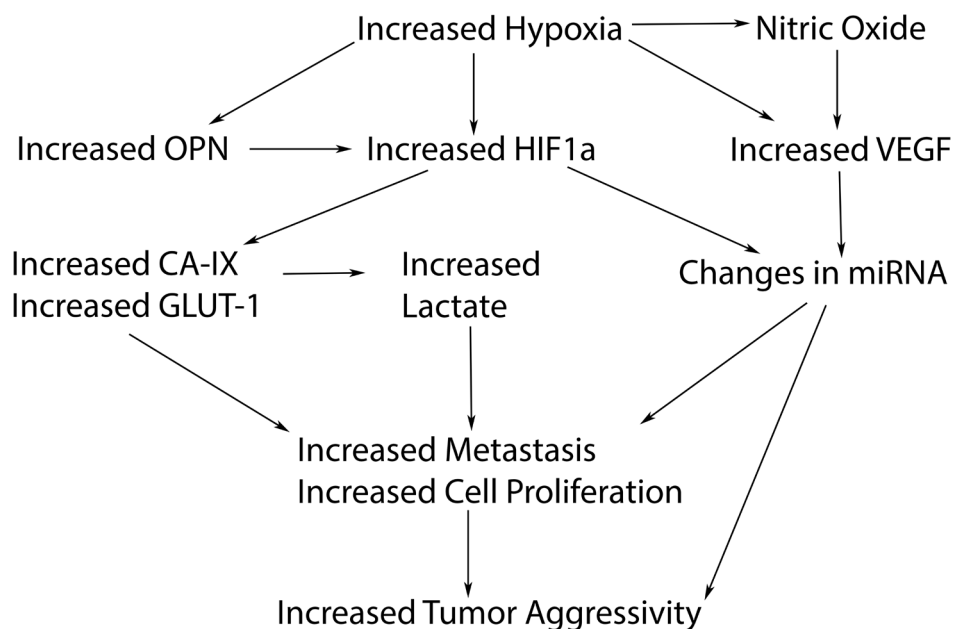 Increased Hypoxia
Nitric Oxide
Increased OPN
Increased HIF1a
Increased VEGF
Increased CA-IX
Increased GLUT-1
Increased
Lactate
Changes in miRNA
Increased Metastasis
Increased Cell Proliferation
Increased Tumor Aggressivity